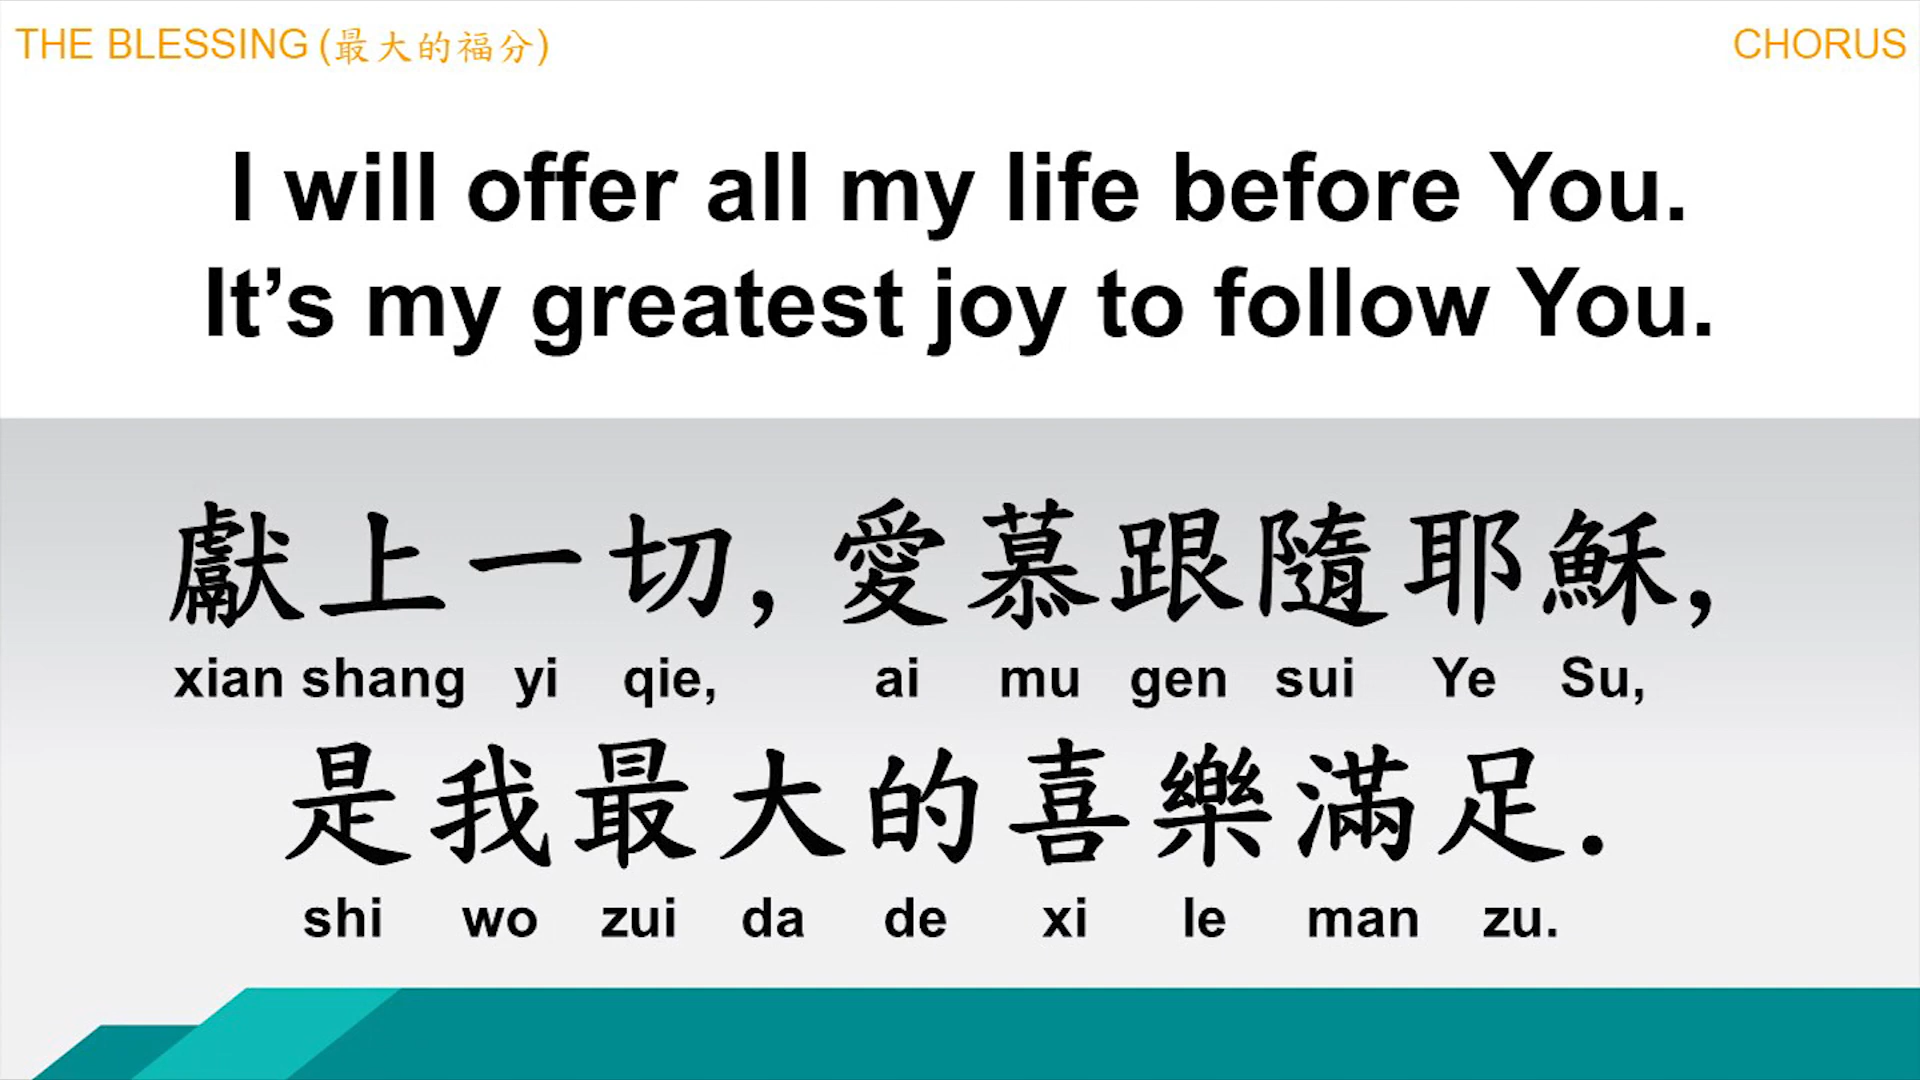 THE BLESSING (最大的福分)
CHORUS
I will offer all my life before You.
It’s my greatest joy to follow You.
獻上一切, 愛慕跟隨耶穌,
xian shang yi qie, ai mu gen sui Ye Su,
是我最大的喜樂滿足.
shi wo zui da de xi le man zu.